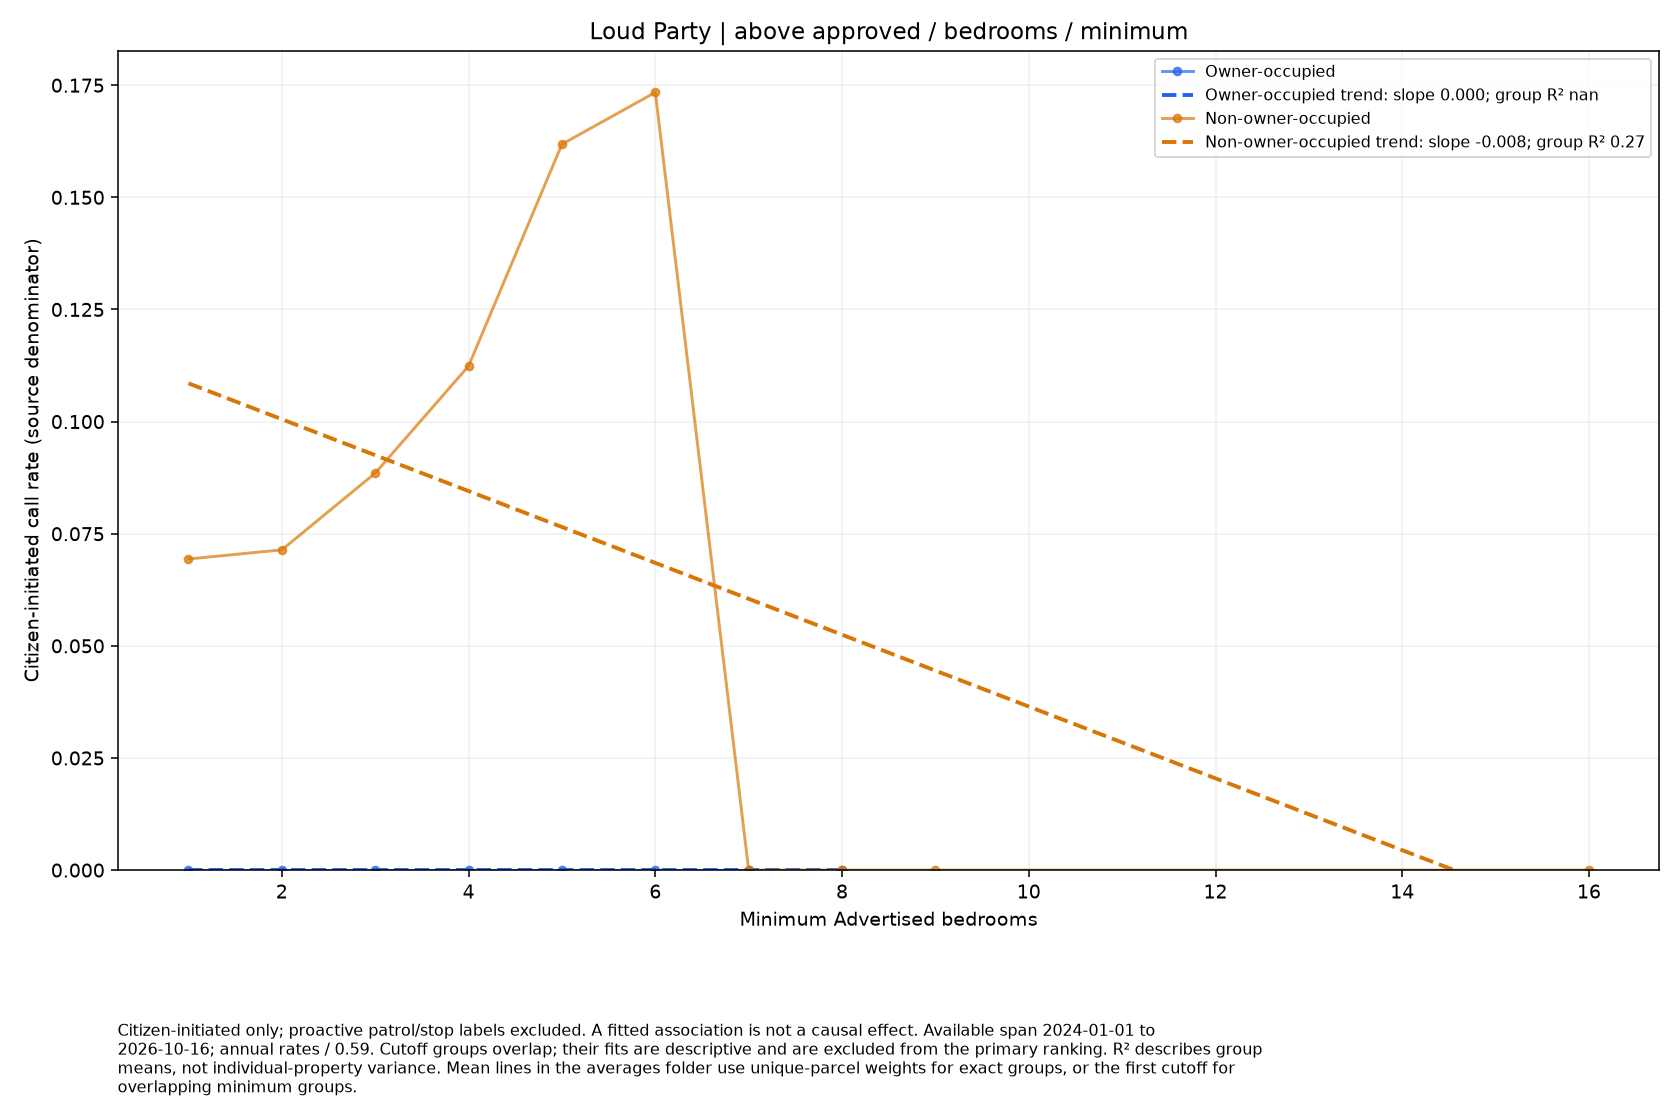 Loud Party | above approved / bedrooms / minimum
Owner-occupied
Owner-occupied trend: slope 0.000; group R² nan
Non-owner-occupied
Non-owner-occupied trend: slope -0.008; group R² 0.27
Citizen-initiated call rate (source denominator)
0.175
0.150
0.125
0.100
0.075
0.050
0.025
0.000
2 4 6 8 10 12 14 16
Minimum Advertised bedrooms
Citizen-initiated only; proactive patrol/stop labels excluded. A fitted association is not a causal effect. Available span 2024-01-01 to
2026-10-16; annual rates / 0.59. Cutoff groups overlap; their fits are descriptive and are excluded from the primary ranking. R² describes group
means, not individual-property variance. Mean lines in the averages folder use unique-parcel weights for exact groups, or the first cutoff for
overlapping minimum groups.